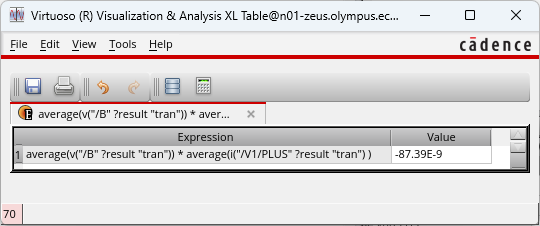 Virtuoso (R) Visualization & Analysis XL Table@n01-zeus.olympus.ec...
File Edit View Tools Help
cādence
average(v("/B" ?result "tran")) * aver...
Expression Value
1 average(v("/B" ?result "tran")) * average(i("/V1/PLUS" ?result "tran") ) -87.39E-9
70